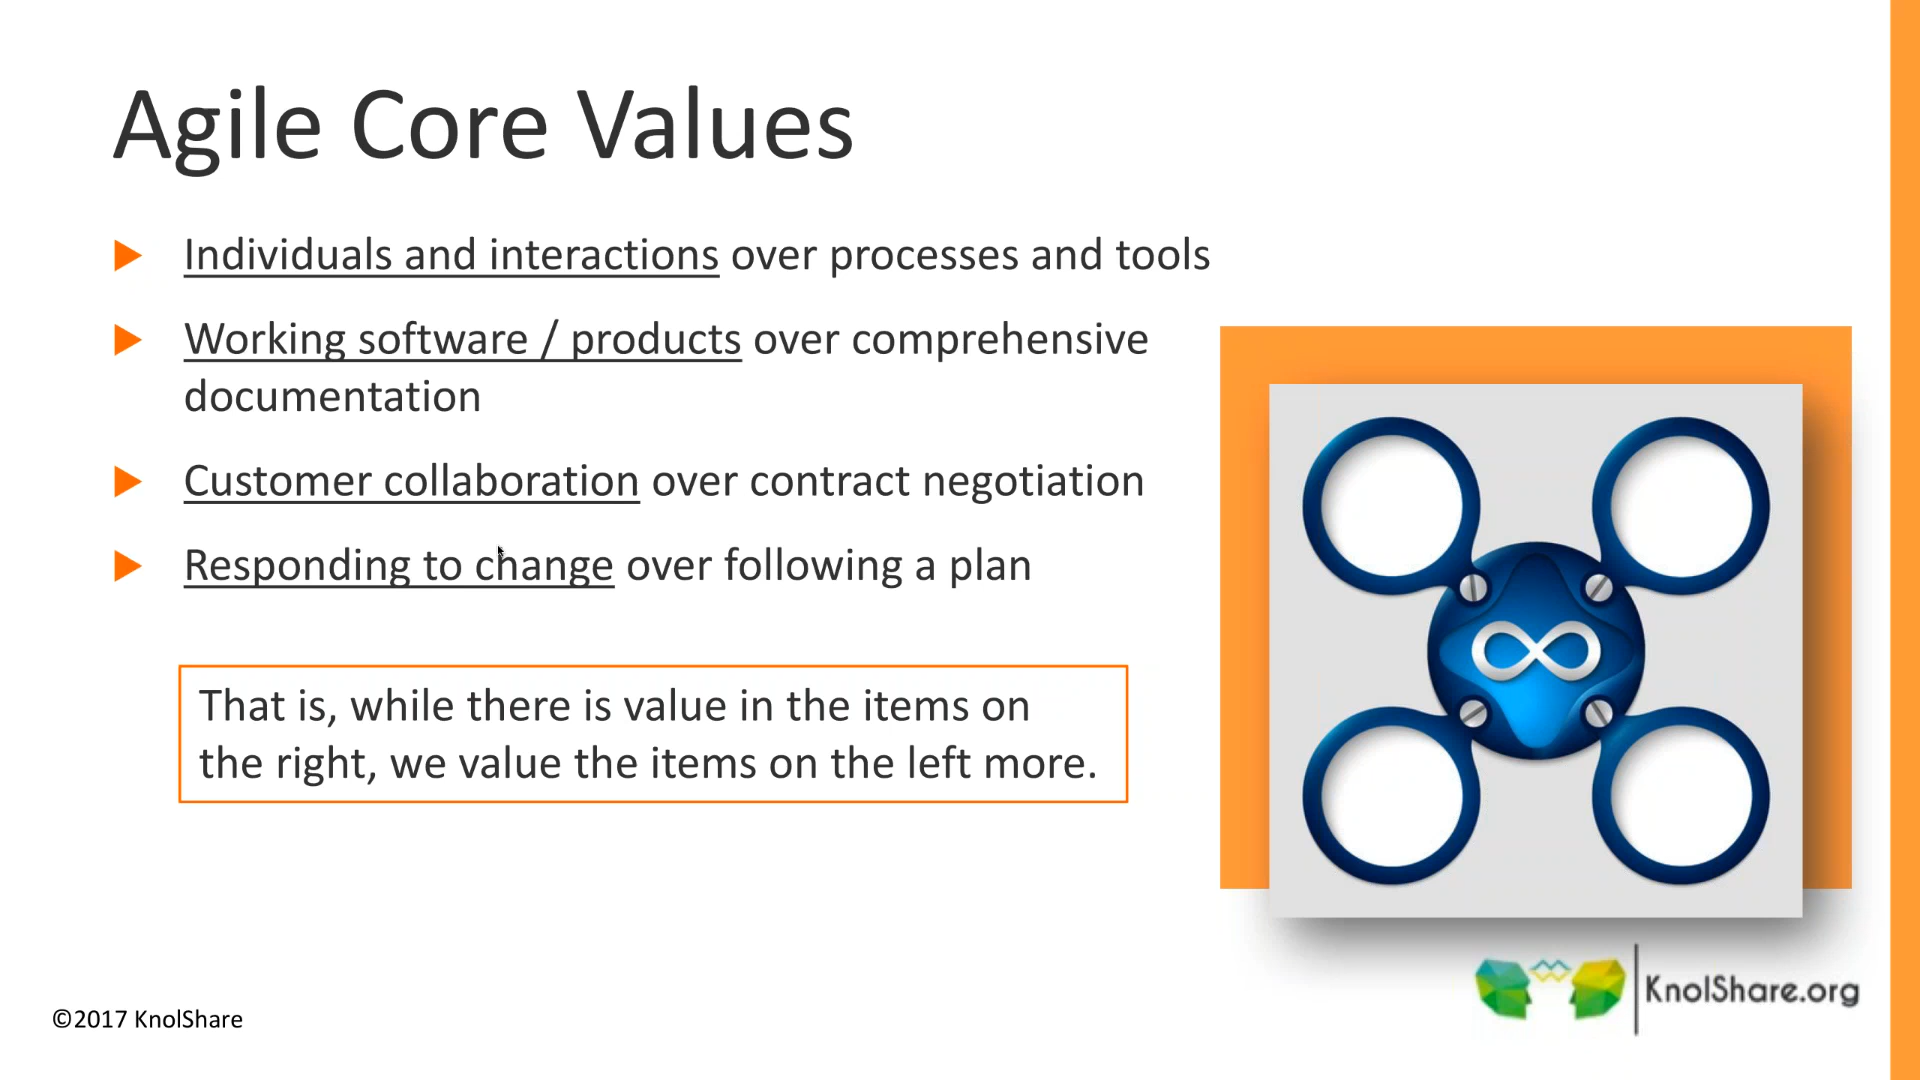 Agile Core Values
Individuals and interactions over processes and tools
Working software / products over comprehensive
documentation
Customer collaboration over contract negotiation
Responding to change over following a plan
That is, while there is value in the items on
the right, we value the items on the left more.
KnolShare.org
©2017 KnolShare